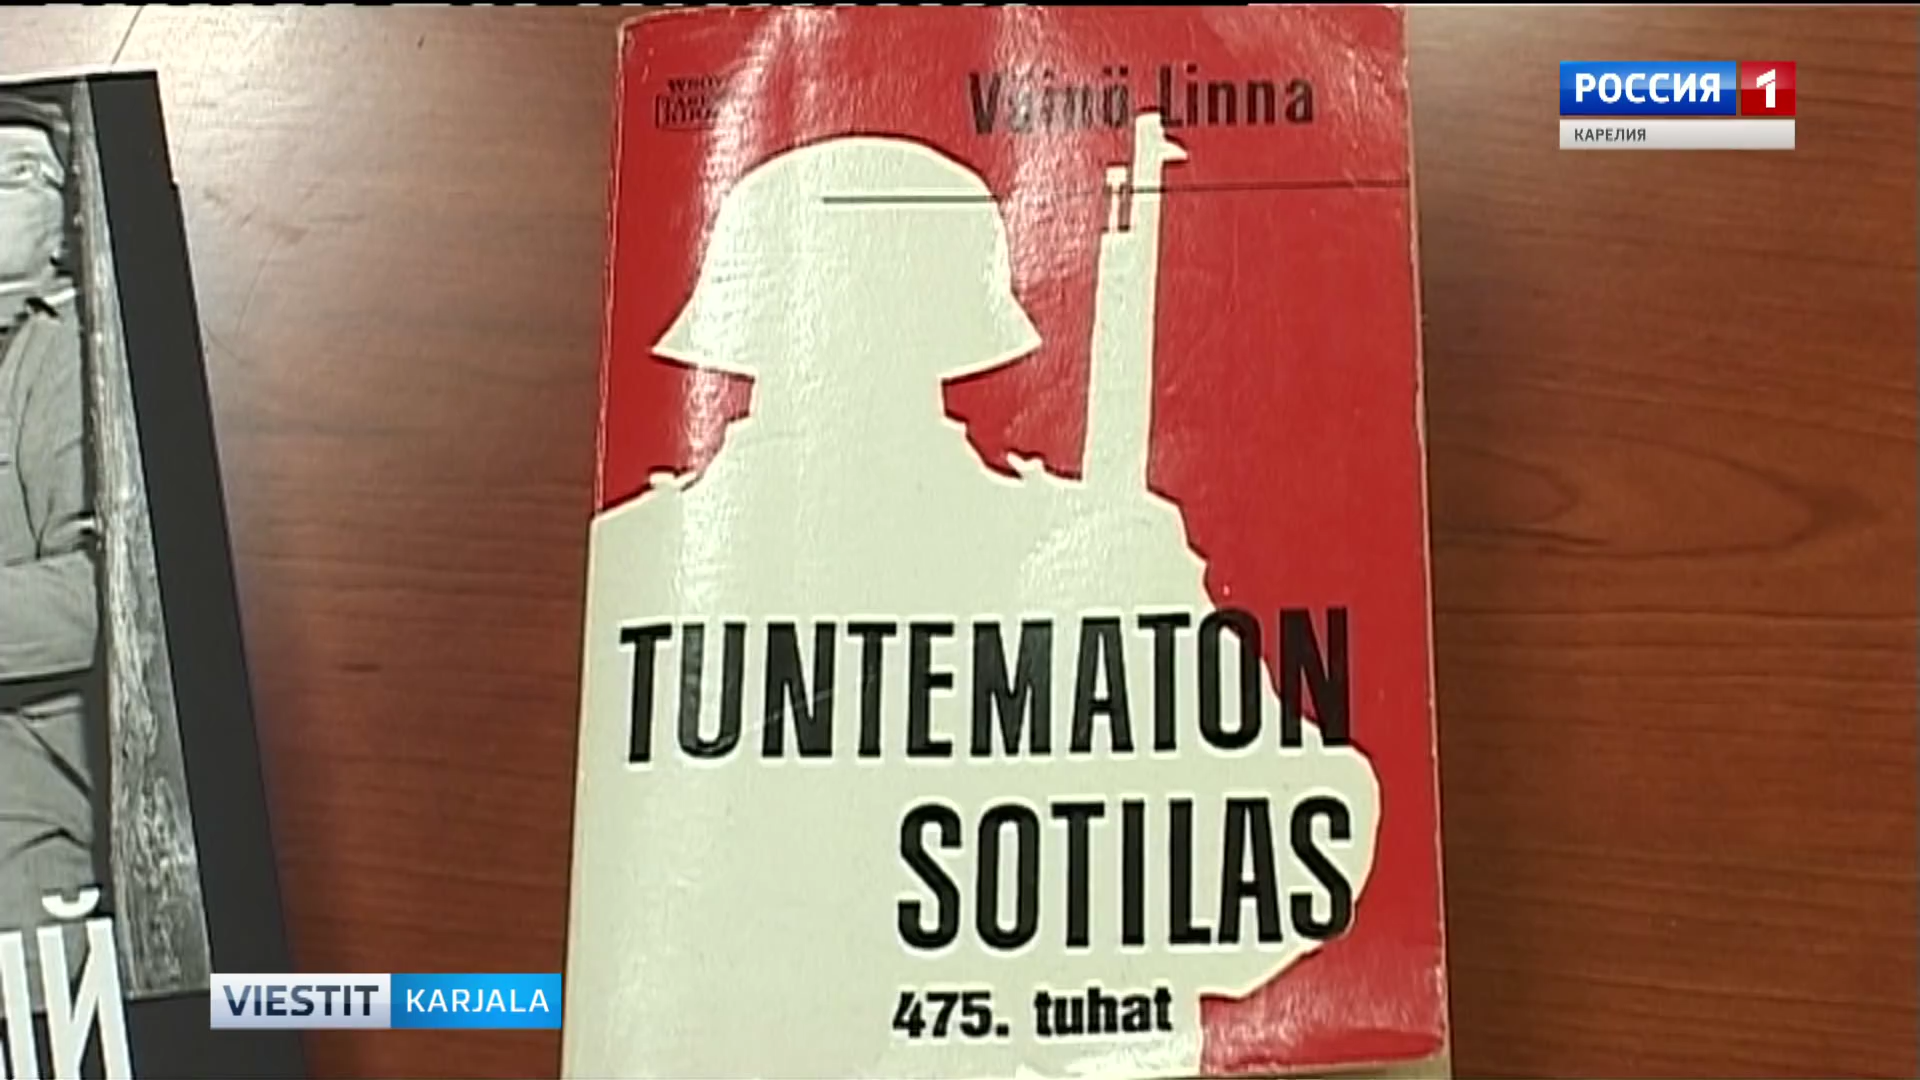 Väinö Linna
РОССИЯ 1
КАРЕЛИЯ
TUNTEMATON
SOTILAS
475. tuhat
VIESTIT KARJALA